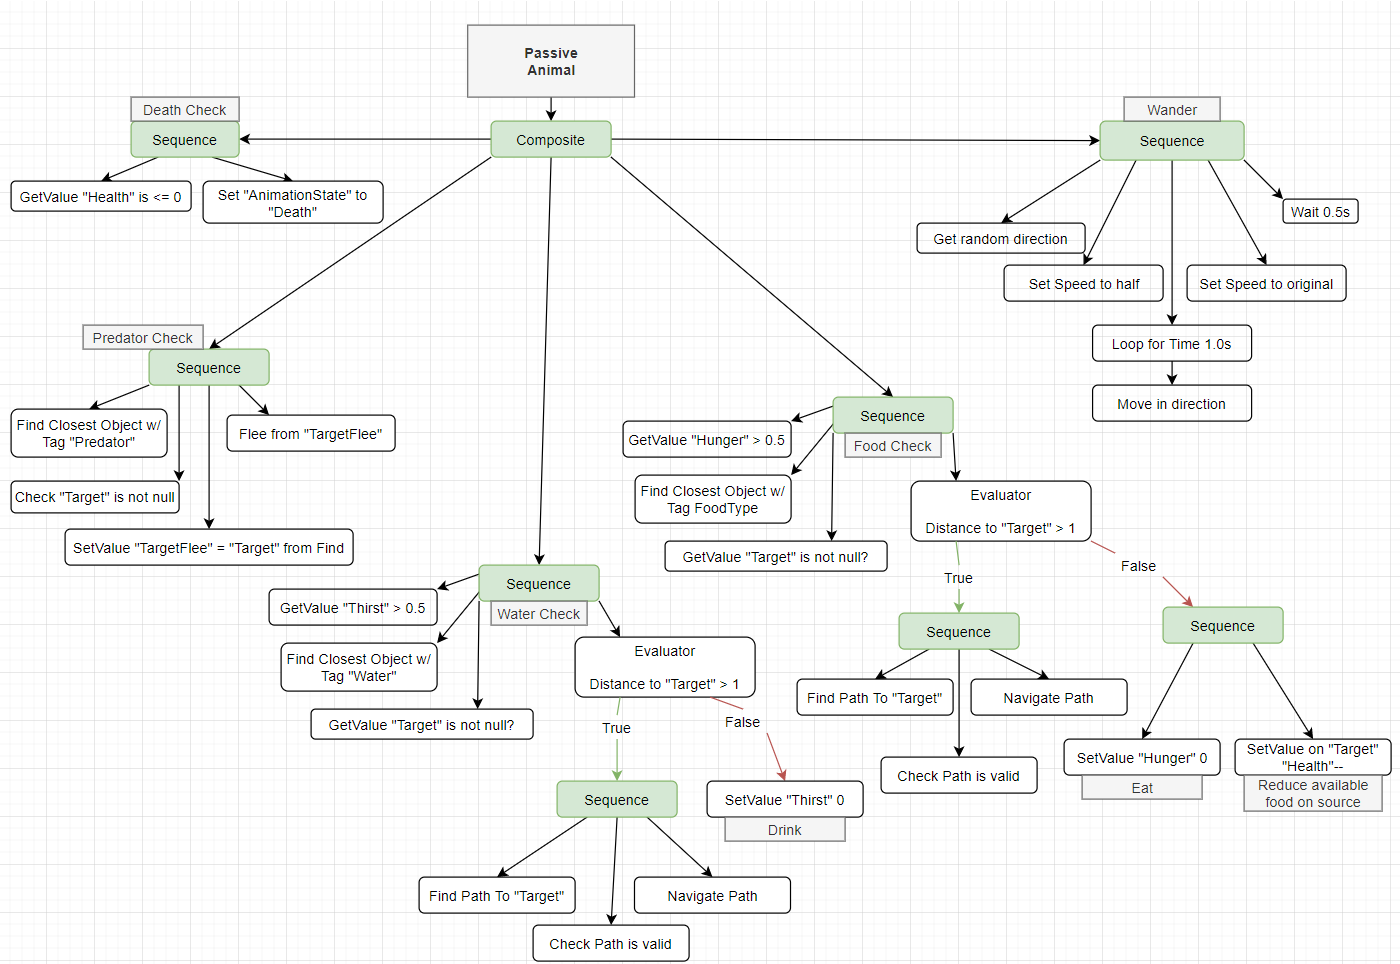 Passive
Animal
Death Check
Sequence
GetValue "Health" is <= 0
Set "AnimationState" to
"Death"
Composite
Wander
Sequence
Wait 0.5s
Get random direction
Set Speed to half
Set Speed to original
Loop for Time 1.0s
Move in direction
Predator Check
Sequence
Find Closest Object w/
Tag "Predator"
Flee from "TargetFlee"
Check "Target" is not null
SetValue "TargetFlee" = "Target" from Find
Sequence
Food Check
GetValue "Hunger" > 0.5
Find Closest Object w/
Tag FoodType
GetValue "Target" is not null?
Evaluator
Distance to "Target" > 1
True
False
Sequence
Find Path To "Target"
Navigate Path
Check Path is valid
Sequence
SetValue "Hunger" 0
Eat
SetValue on "Target"
"Health"--
Reduce available
food on source
Sequence
Water Check
GetValue "Thirst" > 0.5
Find Closest Object w/
Tag "Water"
GetValue "Target" is not null?
Evaluator
Distance to "Target" > 1
True
False
Sequence
SetValue "Thirst" 0
Drink
Find Path To "Target"
Navigate Path
Check Path is valid